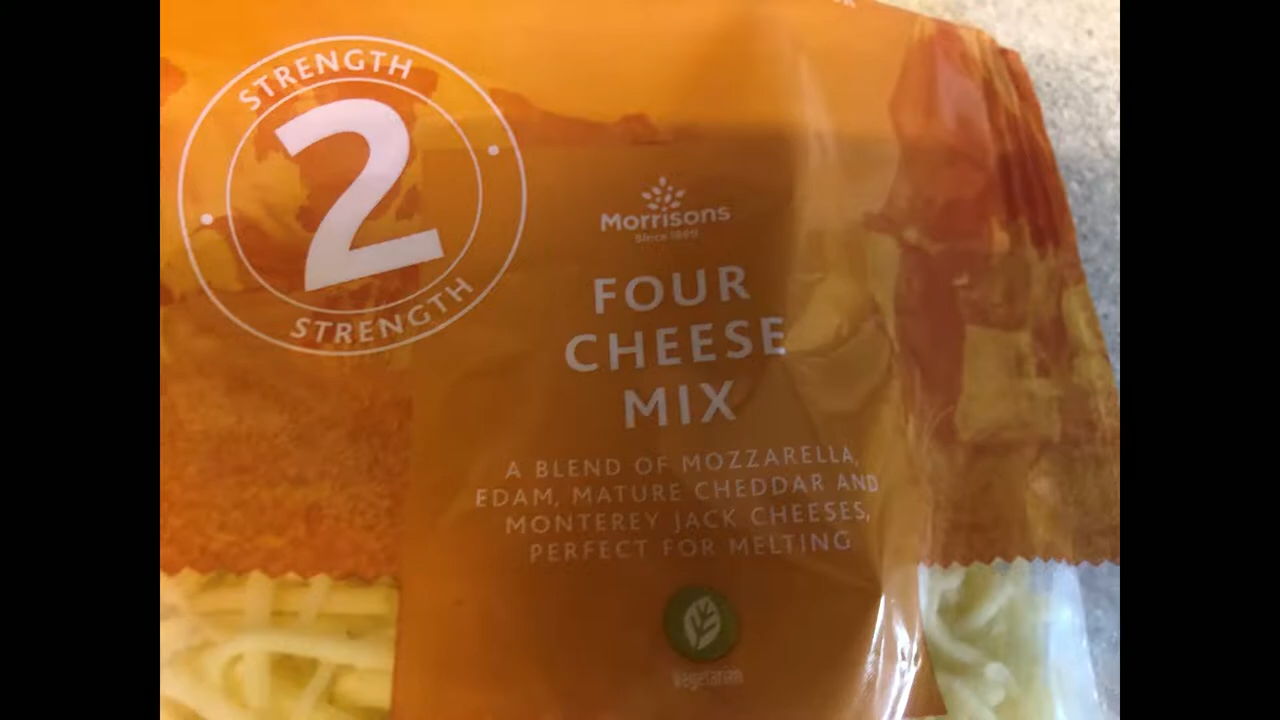 STRENGTH
2
STRENGTH
Morrisons
Since 1899
FOUR
CHEESE
MIX
A BLEND OF MOZZARELLA,
EDAM, MATURE CHEDDAR AND
MONTEREY JACK CHEESES,
PERFECT FOR MELTING
Vegetarian